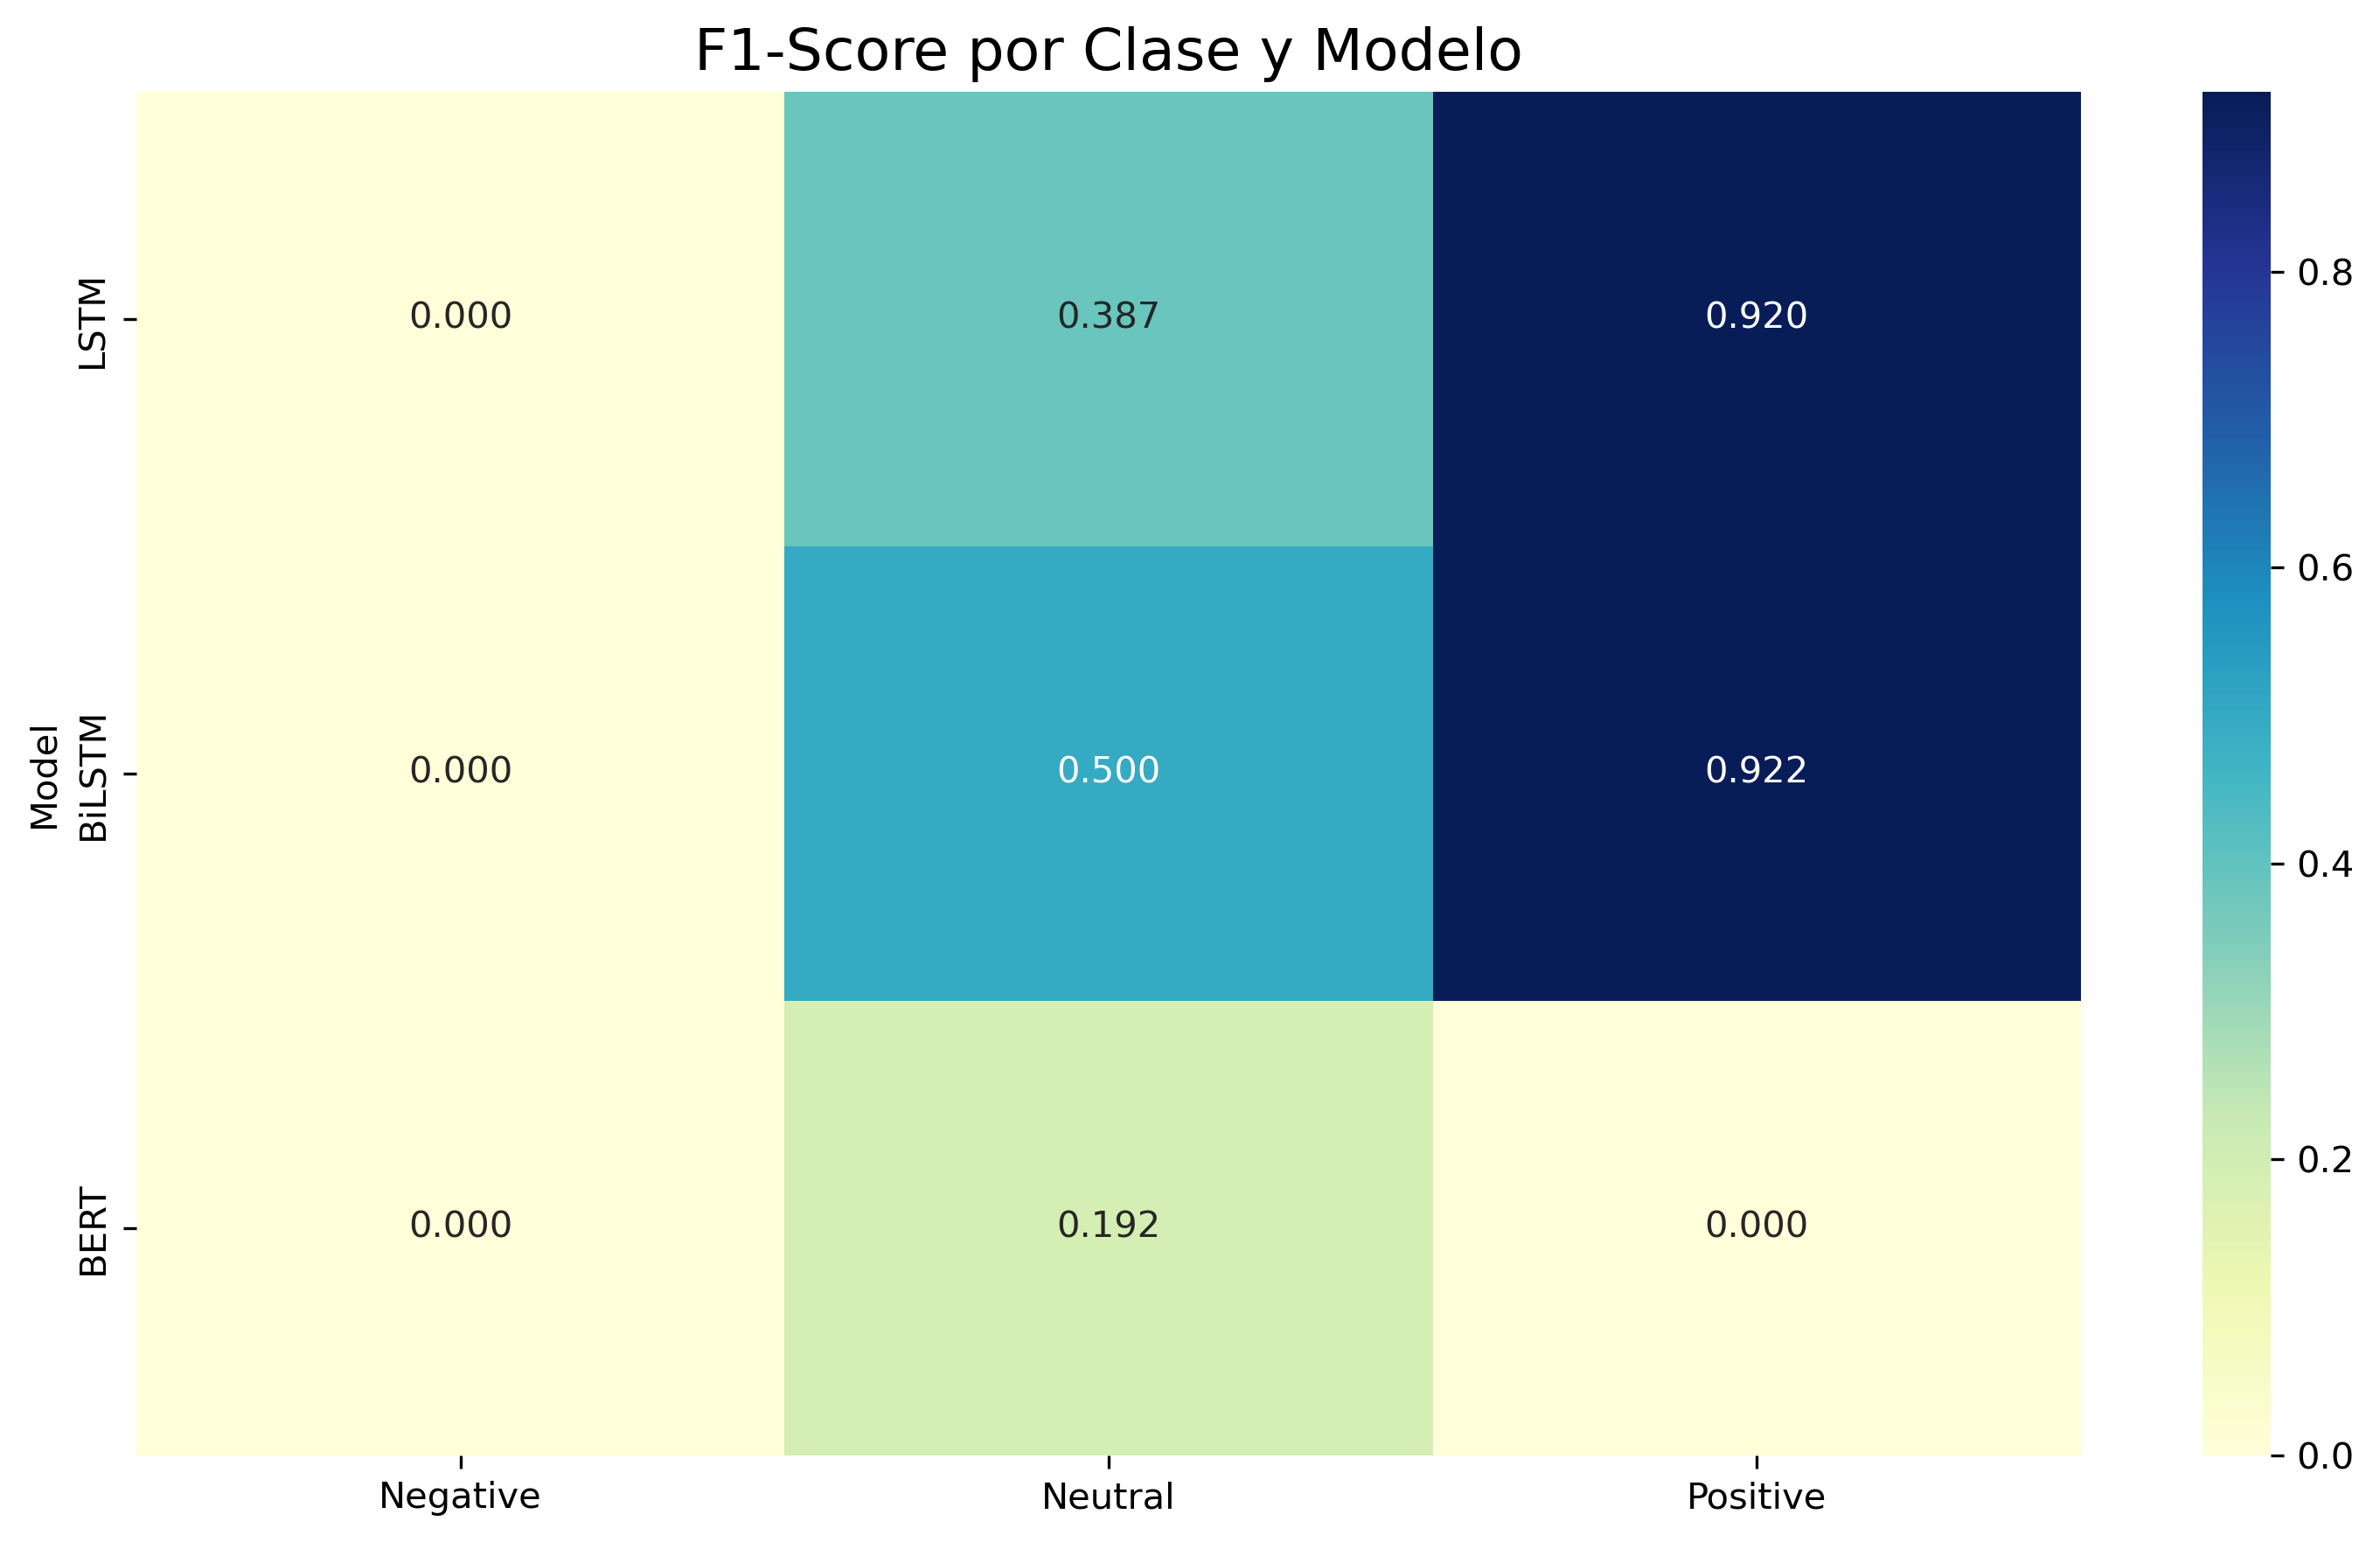 F1-Score por Clase y Modelo
Model
LSTM
0.000 0.387 0.920
BiLSTM
0.000 0.500 0.922
BERT
0.000 0.192 0.000
Negative Neutral Positive
0.8
0.6
0.4
0.2
0.0